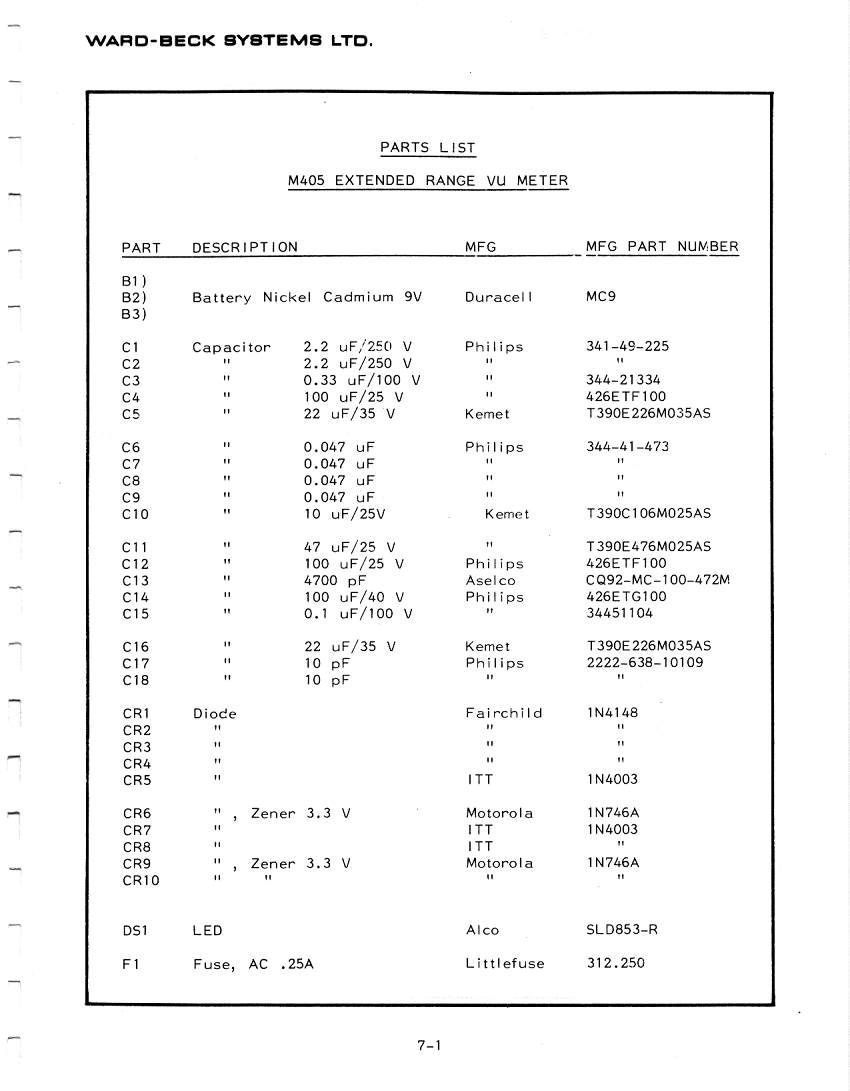 WARD-BECK SYSTEMS LTD.
PARTS LIST
M405 EXTENDED RANGE VU METER
PART DESCRIPTION MFG MFG PART NUMBER
B1)
B2) Battery Nickel Cadmium 9V Duracell MC9
B3)
C1 Capacitor 2.2 uF/250 V Philips 341-49-225
C2 " 2.2 uF/250 V " "
C3 " 0.33 uF/100 V " 344-21334
C4 " 100 uF/25 V " 426ETF100
C5 " 22 uF/35 V Kemet T390E226M035AS
C6 " 0.047 uF Philips 344-41-473
C7 " 0.047 uF " "
C8 " 0.047 uF " "
C9 " 0.047 uF " "
C10 " 10 uF/25V Kemet T390C106M025AS
C11 " 47 uF/25 V " T390E476M025AS
C12 " 100 uF/25 V Philips 426ETF100
C13 " 4700 pF Aselco CQ92-MC-100-472M
C14 " 100 uF/40 V Philips 426ETG100
C15 " 0.1 uF/100 V " 34451104
C16 " 22 uF/35 V Kemet T390E226M035AS
C17 " 10 pF Philips 2222-638-10109
C18 " 10 pF " "
CR1 Diode Fairchild 1N4148
CR2 " " "
CR3 " " "
CR4 " " "
CR5 " ITT 1N4003
CR6 " , Zener 3.3 V Motorola 1N746A
CR7 " ITT 1N4003
CR8 " ITT "
CR9 " , Zener 3.3 V Motorola 1N746A
CR10 " " " "
DS1 LED Alco SLD853-R
F1 Fuse, AC .25A Littlefuse 312.250
7-1